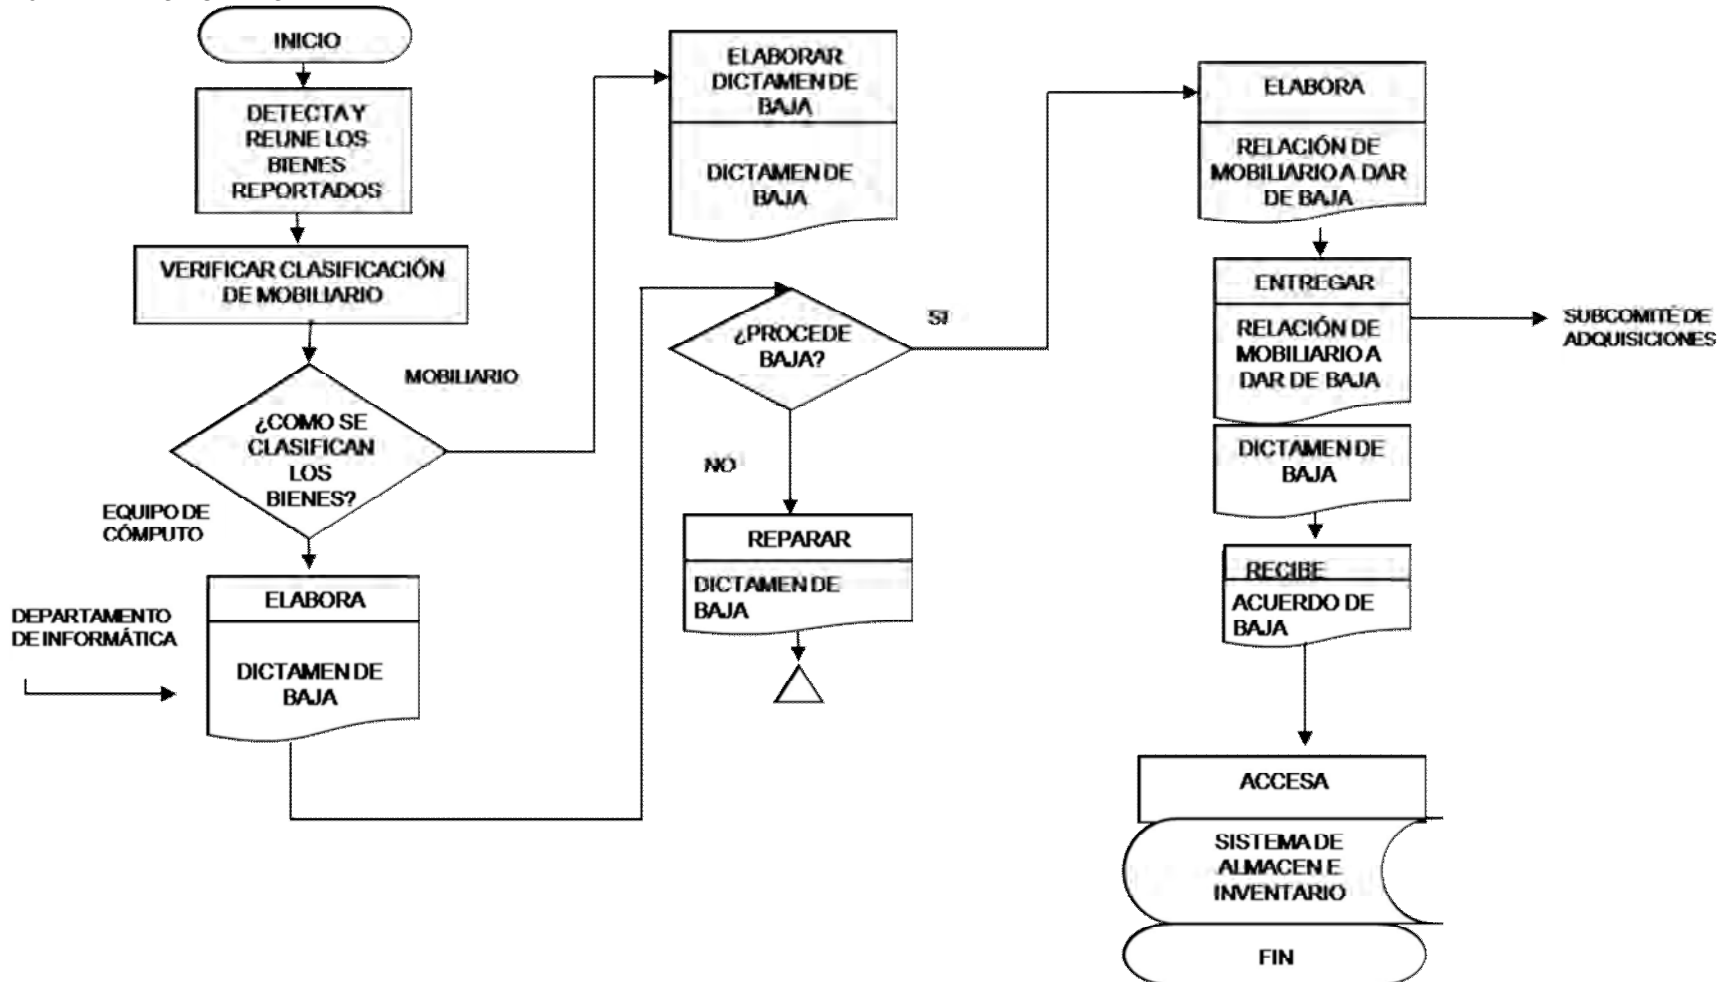 INICIO
DETECTA Y
REUNE LOS
BIENES
REPORTADOS
VERIFICAR CLASIFICACIÓN
DE MOBILIARIO
MOBILIARIO
¿COMO SE
CLASIFICAN
LOS
BIENES?
EQUIPO DE
CÓMPUTO
DEPARTAMENTO
DE INFORMÁTICA
ELABORA
DICTAMEN DE
BAJA
ELABORAR
DICTAMEN DE
BAJA
DICTAMEN DE
BAJA
¿PROCEDE
BAJA?
SI
NO
REPARAR
DICTAMEN DE
BAJA
ELABORA
RELACIÓN DE
MOBILIARIO A DAR
DE BAJA
ENTREGAR
RELACIÓN DE
MOBILIARIO A
DAR DE BAJA
SUBCOMITÉ DE
ADQUISICIONES
DICTAMEN DE
BAJA
RECIBE
ACUERDO DE
BAJA
ACCESA
SISTEMA DE
ALMACEN E
INVENTARIO
FIN